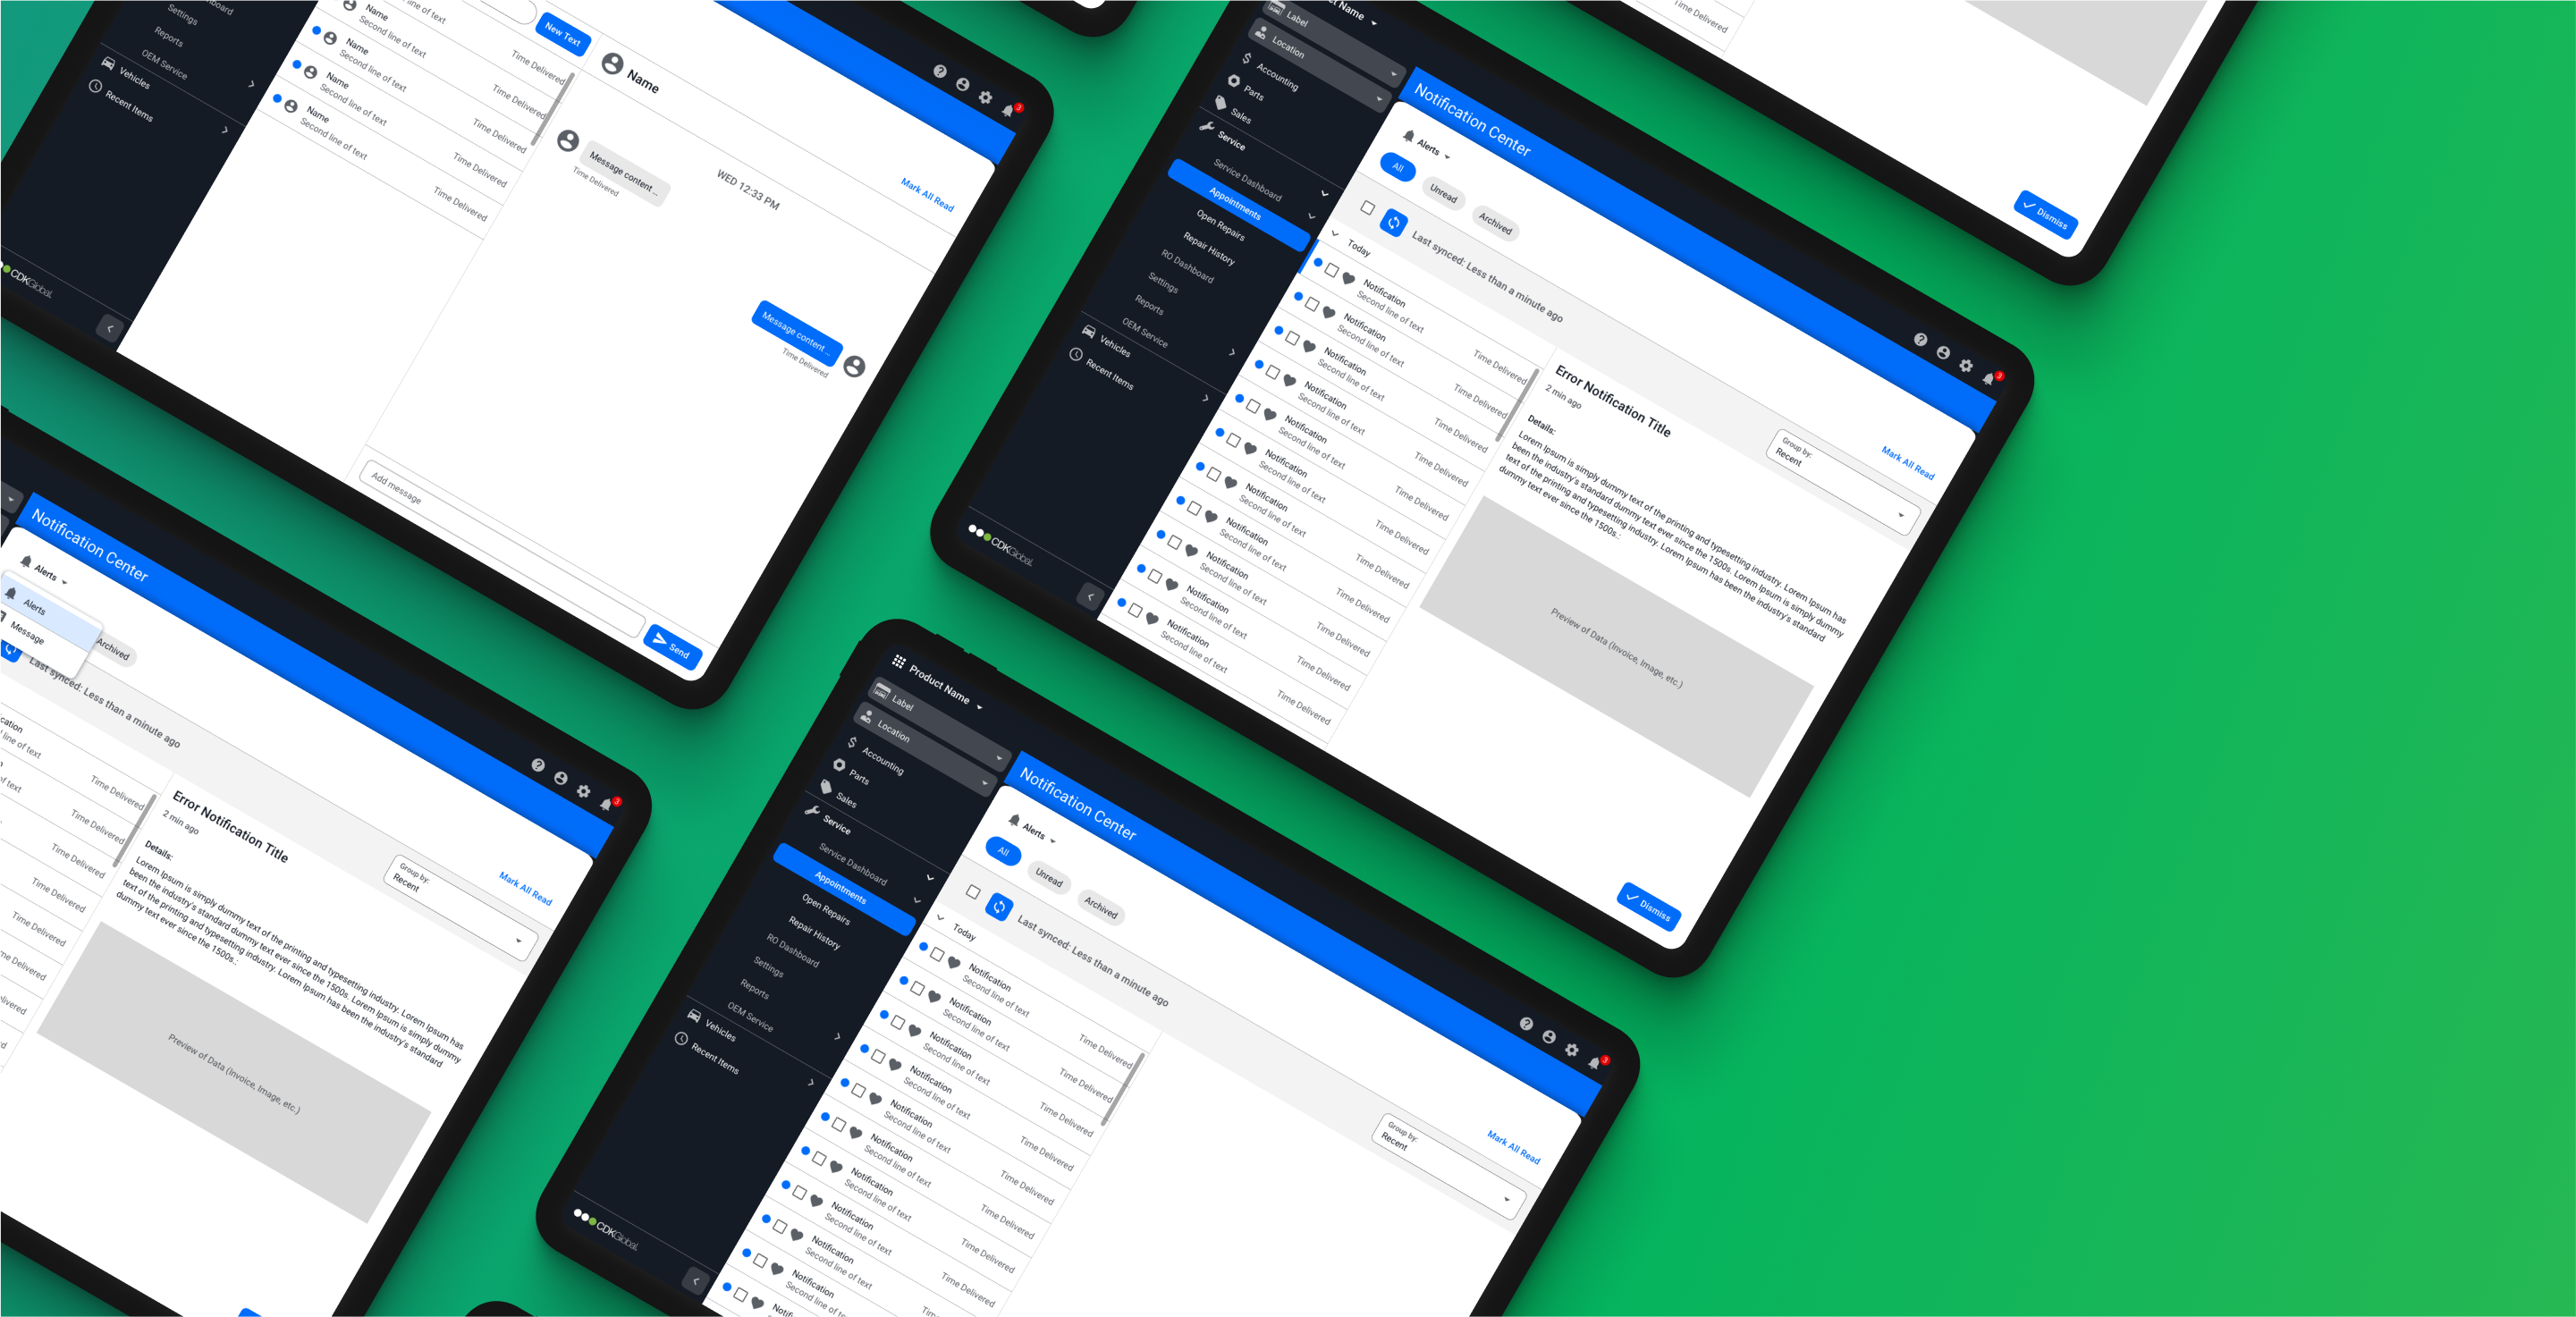 Settings
Reports
OEM Service
Vehicles
Recent Items
CDKGlobal.
Name
Second line of text
Time Delivered
Name
Second line of text
Time Delivered
Name
Second line of text
Time Delivered
Name
Second line of text
Time Delivered
Time Delivered
New Text
Name
Mark All Read
WED 12:33 PM
Message content ...
Time Delivered
Message content ...
Time Delivered
Add message
Send
3
Label
Location
Accounting
Parts
Sales
Service
Service Dashboard
Appointments
Open Repairs
Repair History
RO Dashboard
Settings
Reports
OEM Service
Vehicles
Recent Items
CDKGlobal.
Notification Center
Alerts
All
Unread
Archived
Mark All Read
Last synced: Less than a minute ago
Group by:
Recent
Today
Notification
Second line of text
Time Delivered
Notification
Second line of text
Time Delivered
Notification
Second line of text
Time Delivered
Notification
Second line of text
Time Delivered
Notification
Second line of text
Time Delivered
Notification
Second line of text
Time Delivered
Notification
Second line of text
Time Delivered
Notification
Second line of text
Time Delivered
Notification
Second line of text
Time Delivered
Notification
Second line of text
Time Delivered
Notification
Second line of text
Time Delivered
Error Notification Title
2 min ago
Details:
Lorem Ipsum is simply dummy text of the printing and typesetting industry. Lorem Ipsum has
been the industry's standard dummy text ever since the 1500s. Lorem Ipsum is simply dummy
text of the printing and typesetting industry. Lorem Ipsum has been the industry's standard
dummy text ever since the 1500s.:
Preview of Data (Invoice, Image, etc.)
Dismiss
3
Time Delivered
Dismiss
Notification Center
Alerts
Alerts
Message
Archived
Mark All Read
Last synced: Less than a minute ago
Group by:
Recent
Time Delivered
Time Delivered
Time Delivered
Time Delivered
Time Delivered
Error Notification Title
2 min ago
Details:
Lorem Ipsum is simply dummy text of the printing and typesetting industry. Lorem Ipsum has
been the industry's standard dummy text ever since the 1500s. Lorem Ipsum is simply dummy
text of the printing and typesetting industry. Lorem Ipsum has been the industry's standard
dummy text ever since the 1500s.:
Preview of Data (Invoice, Image, etc.)
3
Product Name
Label
Location
Accounting
Parts
Sales
Service
Service Dashboard
Appointments
Open Repairs
Repair History
RO Dashboard
Settings
Reports
OEM Service
Vehicles
Recent Items
CDKGlobal.
Notification Center
Alerts
All
Unread
Archived
Mark All Read
Last synced: Less than a minute ago
Group by:
Recent
Today
Notification
Second line of text
Time Delivered
Notification
Second line of text
Time Delivered
Notification
Second line of text
Time Delivered
Notification
Second line of text
Time Delivered
Notification
Second line of text
Time Delivered
Notification
Second line of text
Time Delivered
Notification
Second line of text
Time Delivered
Notification
Second line of text
Time Delivered
Notification
Second line of text
Notification
Second line of
3